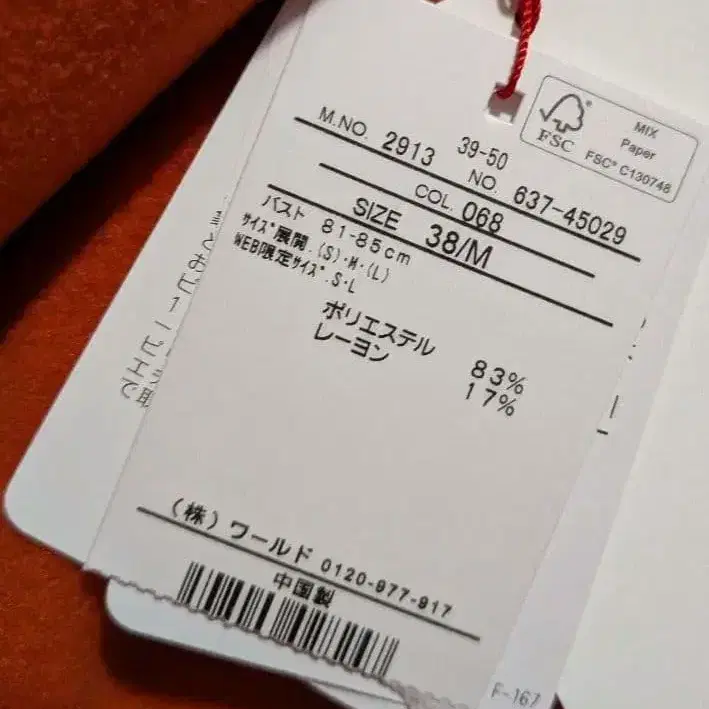 MIX
Paper
FSC® C130748
FSC
39-50
M.NO. 2913
NO. 637-45029
COL. 068
SIZE 38/M
バスト 81-85cm
サイズ展開.(S)・M・(L)
WEB限定サイズ.S・L
ポリエステル 83%
レーヨン 17%
(株)ワールド 0120-977-917
中国製
F-167